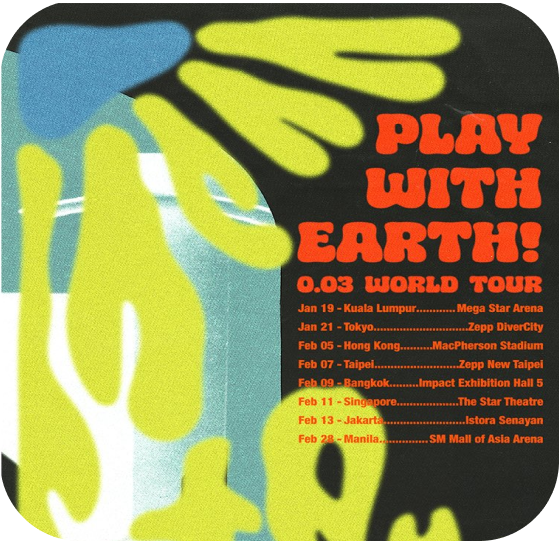 PLAY
WITH
EARTH!
0.03 WORLD TOUR
Jan 19 - Kuala Lumpur............Mega Star Arena
Jan 21 - Tokyo............................Zepp DiverCity
Feb 05 - Hong Kong..........MacPherson Stadium
Feb 07 - Taipei.........................Zepp New Taipei
Feb 09 - Bangkok.........Impact Exhibition Hall 5
Feb 11 - Singapore...................The Star Theatre
Feb 13 - Jakarta.........................Istora Senayan
Feb 28 - Manila...............SM Mall of Asia Arena